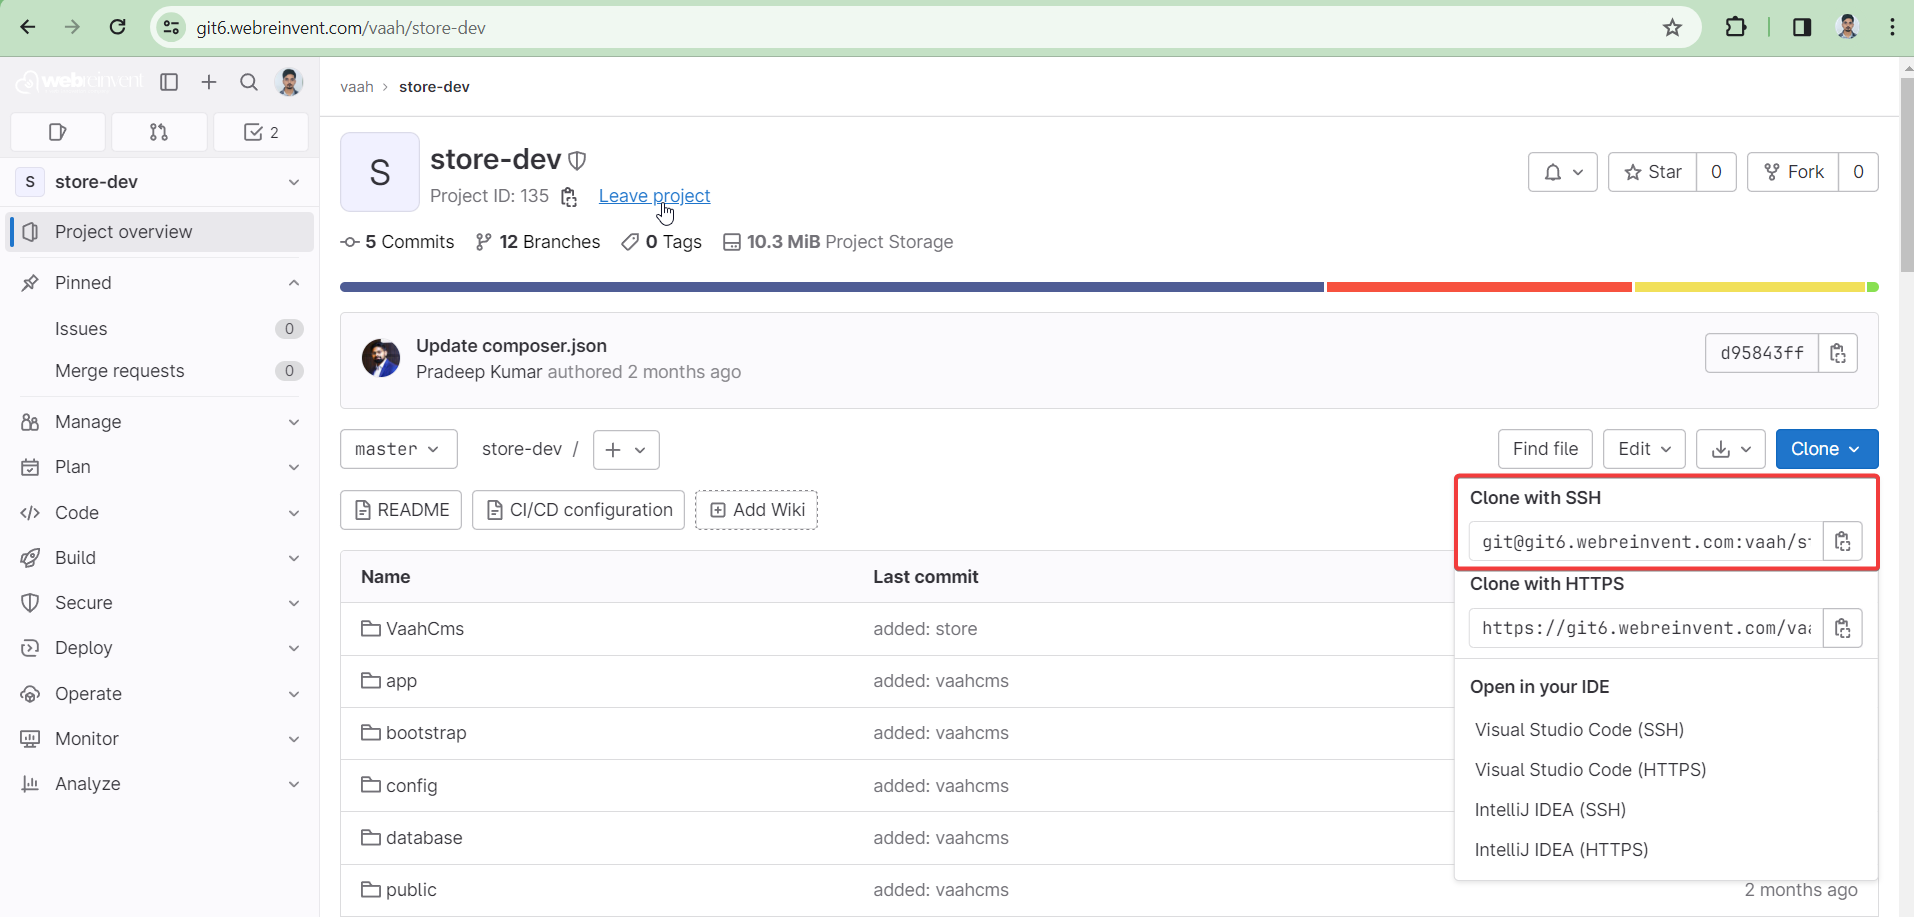 git6.webreinvent.com/vaah/store-dev
webreinvent
2
S store-dev
Project overview
Pinned
Issues 0
Merge requests 0
Manage
Plan
Code
Build
Secure
Deploy
Operate
Monitor
Analyze
vaah › store-dev
S
store-dev
Project ID: 135 Leave project
Star 0 Fork 0
5 Commits 12 Branches 0 Tags 10.3 MiB Project Storage
Update composer.json
Pradeep Kumar authored 2 months ago
d95843ff
master store-dev / +
Find file Edit Clone
README CI/CD configuration Add Wiki
Clone with SSH
git@git6.webreinvent.com:vaah/st
Clone with HTTPS
https://git6.webreinvent.com/vaa
Open in your IDE
Visual Studio Code (SSH)
Visual Studio Code (HTTPS)
IntelliJ IDEA (SSH)
IntelliJ IDEA (HTTPS)
Name Last commit
VaahCms added: store
app added: vaahcms
bootstrap added: vaahcms
config added: vaahcms
database added: vaahcms
public added: vaahcms 2 months ago